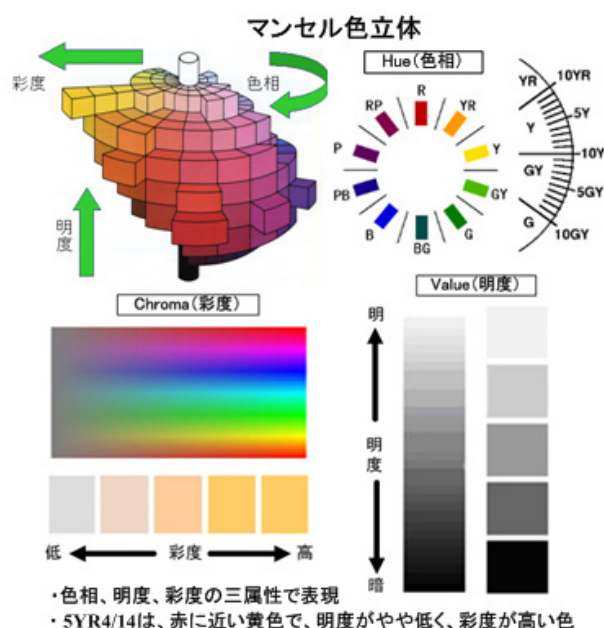 マンセル色立体
彩度
色相
明度
Hue(色相)
R
YR
Y
GY
G
BG
B
PB
P
RP
YR
10YR
5Y
Y
10Y
GY
5GY
G
10GY
Chroma(彩度)
低
彩度
高
Value(明度)
明
明度
暗
・色相、明度、彩度の三属性で表現
・5YR4/14は、赤に近い黄色で、明度がやや低く、彩度が高い色